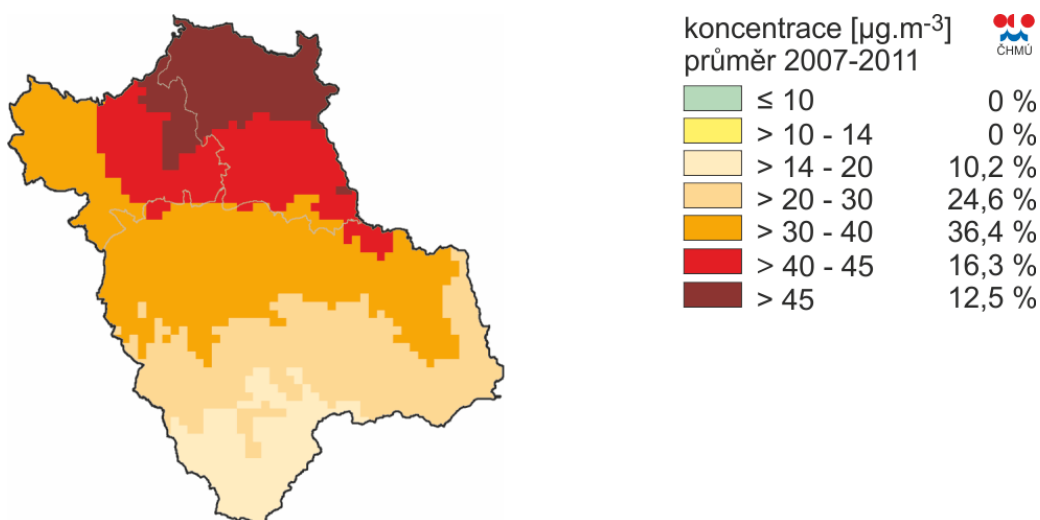 koncentrace [µg.m-3]
průměr 2007-2011
ČHMÚ
≤ 10 0 %
> 10 - 14 0 %
> 14 - 20 10,2 %
> 20 - 30 24,6 %
> 30 - 40 36,4 %
> 40 - 45 16,3 %
> 45 12,5 %